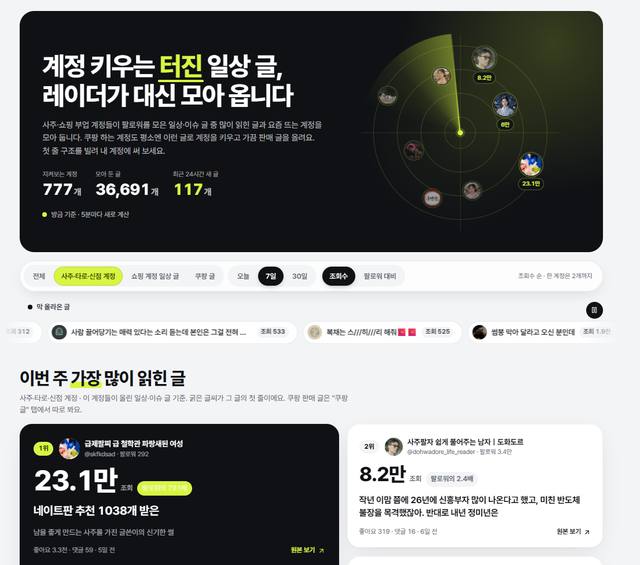 계정 키우는 터진 일상 글,
레이더가 대신 모아 옵니다
사주·쇼핑 부업 계정들이 팔로워를 모은 일상·이슈 글 중 많이 읽힌 글과 요즘 뜨는 계정을
모아 둡니다. 쿠팡 하는 계정도 평소엔 이런 글로 계정을 키우고 가끔 판매 글을 올려요.
첫 줄 구조를 빌려 내 계정에 써 보세요.
지켜보는 계정 모아 둔 글 최근 24시간 새 글
777개 36,691개 117개
방금 기준 · 5분마다 새로 계산
8.2만
6만
23.1만
전체 사주·타로·신점 계정 쇼핑 계정 일상 글 쿠팡 글 오늘 7일 30일 조회수 팔로워 대비 조회수 순 · 한 계정은 2개까지
막 올라온 글
312 사람 끌어당기는 매력 있다는 소리 듣는데 본인은 그걸 전혀 ... 조회 533 복채는 스///히///리 해줘 조회 525 썸붕 막아 달라고 오신 분인데 조회 1.9천
이번 주 가장 많이 읽힌 글
사주·타로·신점 계정 · 이 계정들이 올린 일상·이슈 글 기준. 굵은 글씨가 그 글의 첫 줄이에요. 쿠팡 판매 글은 "쿠팡
글" 탭에서 따로 봐요.
1위 급제팔찌 급 철학관 파랑새된 여성
@skfkdsad · 팔로워 292
23.1만 조회
네이트판 추천 1038개 받은
남을 좋게 만드는 사주를 가진 글쓴이의 신기한 썰
좋아요 3.3천 · 댓글 59 · 5일 전 원본 보기
2위 사주팔자 쉽게 풀어주는 남자 | 도화도르
@dohwadore_life_reader · 팔로워 3.4만
8.2만 조회 팔로워의 2.4배
작년 이맘 쯤에 26년에 신흥부자 많이 나온다고 했고, 미친 반도체
불장을 목격했잖아. 반대로 내년 정미년은
좋아요 319 · 댓글 16 · 6일 전 원본 보기